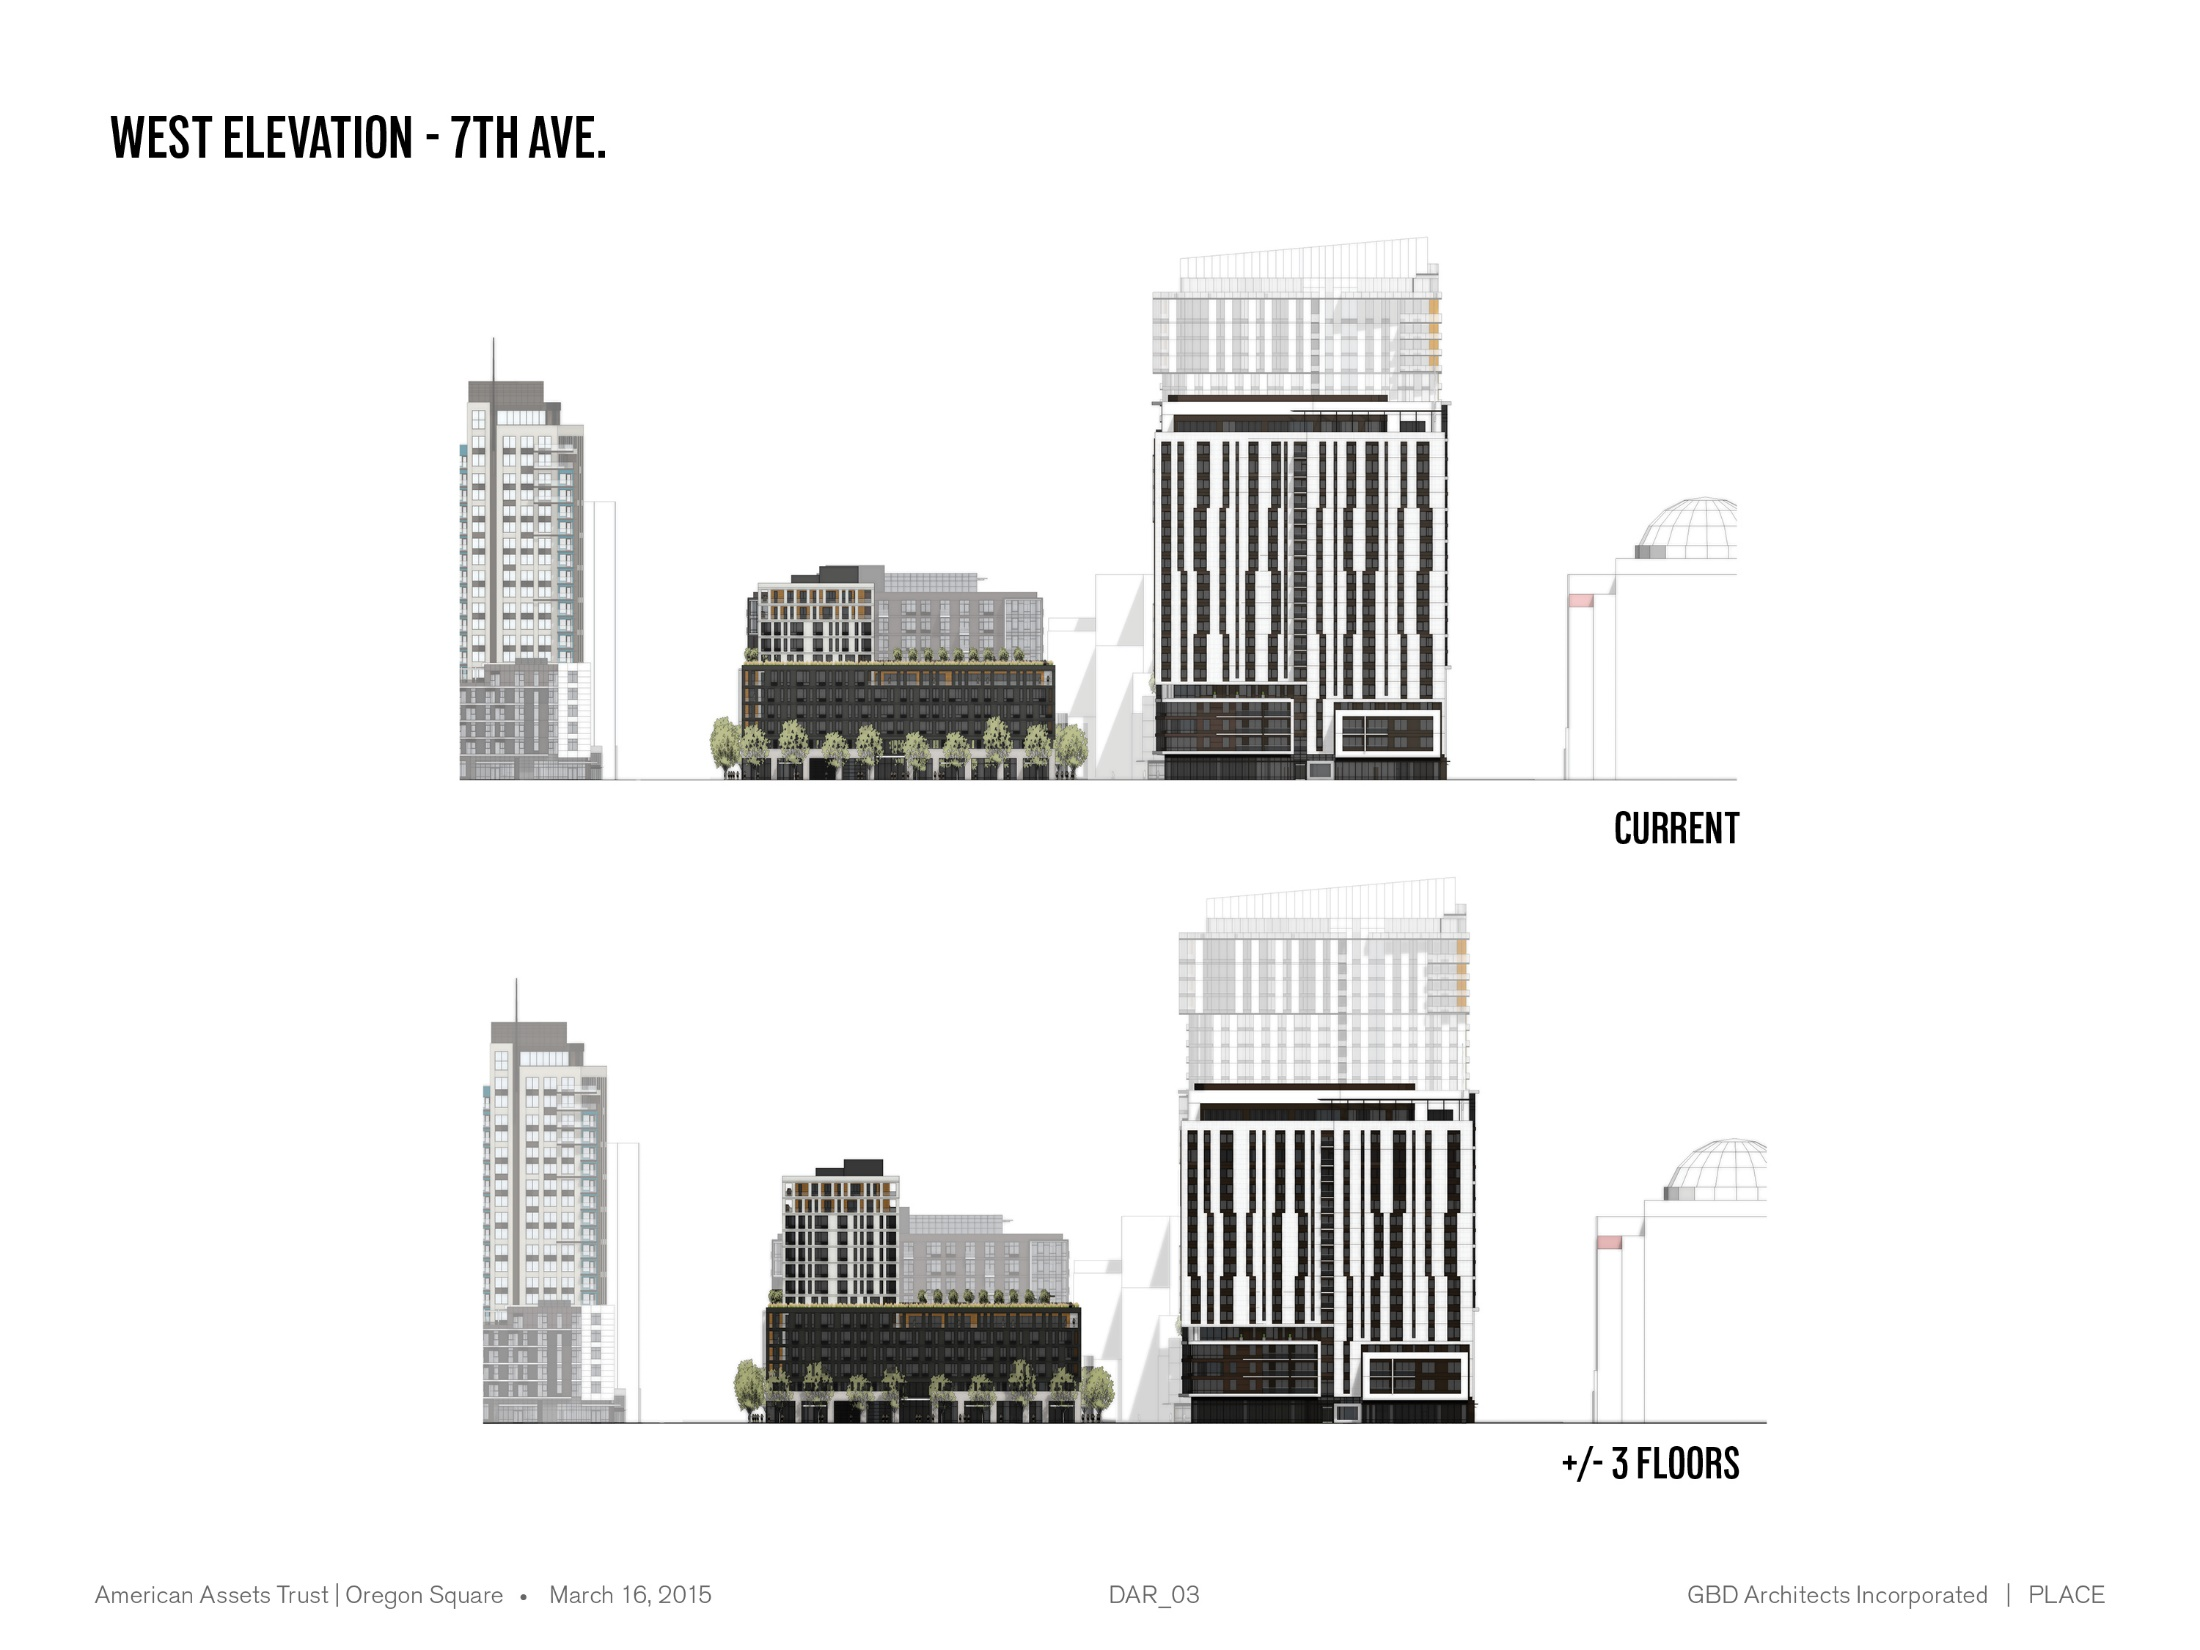 WEST ELEVATION - 7TH AVE.
CURRENT
+/- 3 FLOORS
American Assets Trust | Oregon Square • March 16, 2015
DAR_03
GBD Architects Incorporated | PLACE